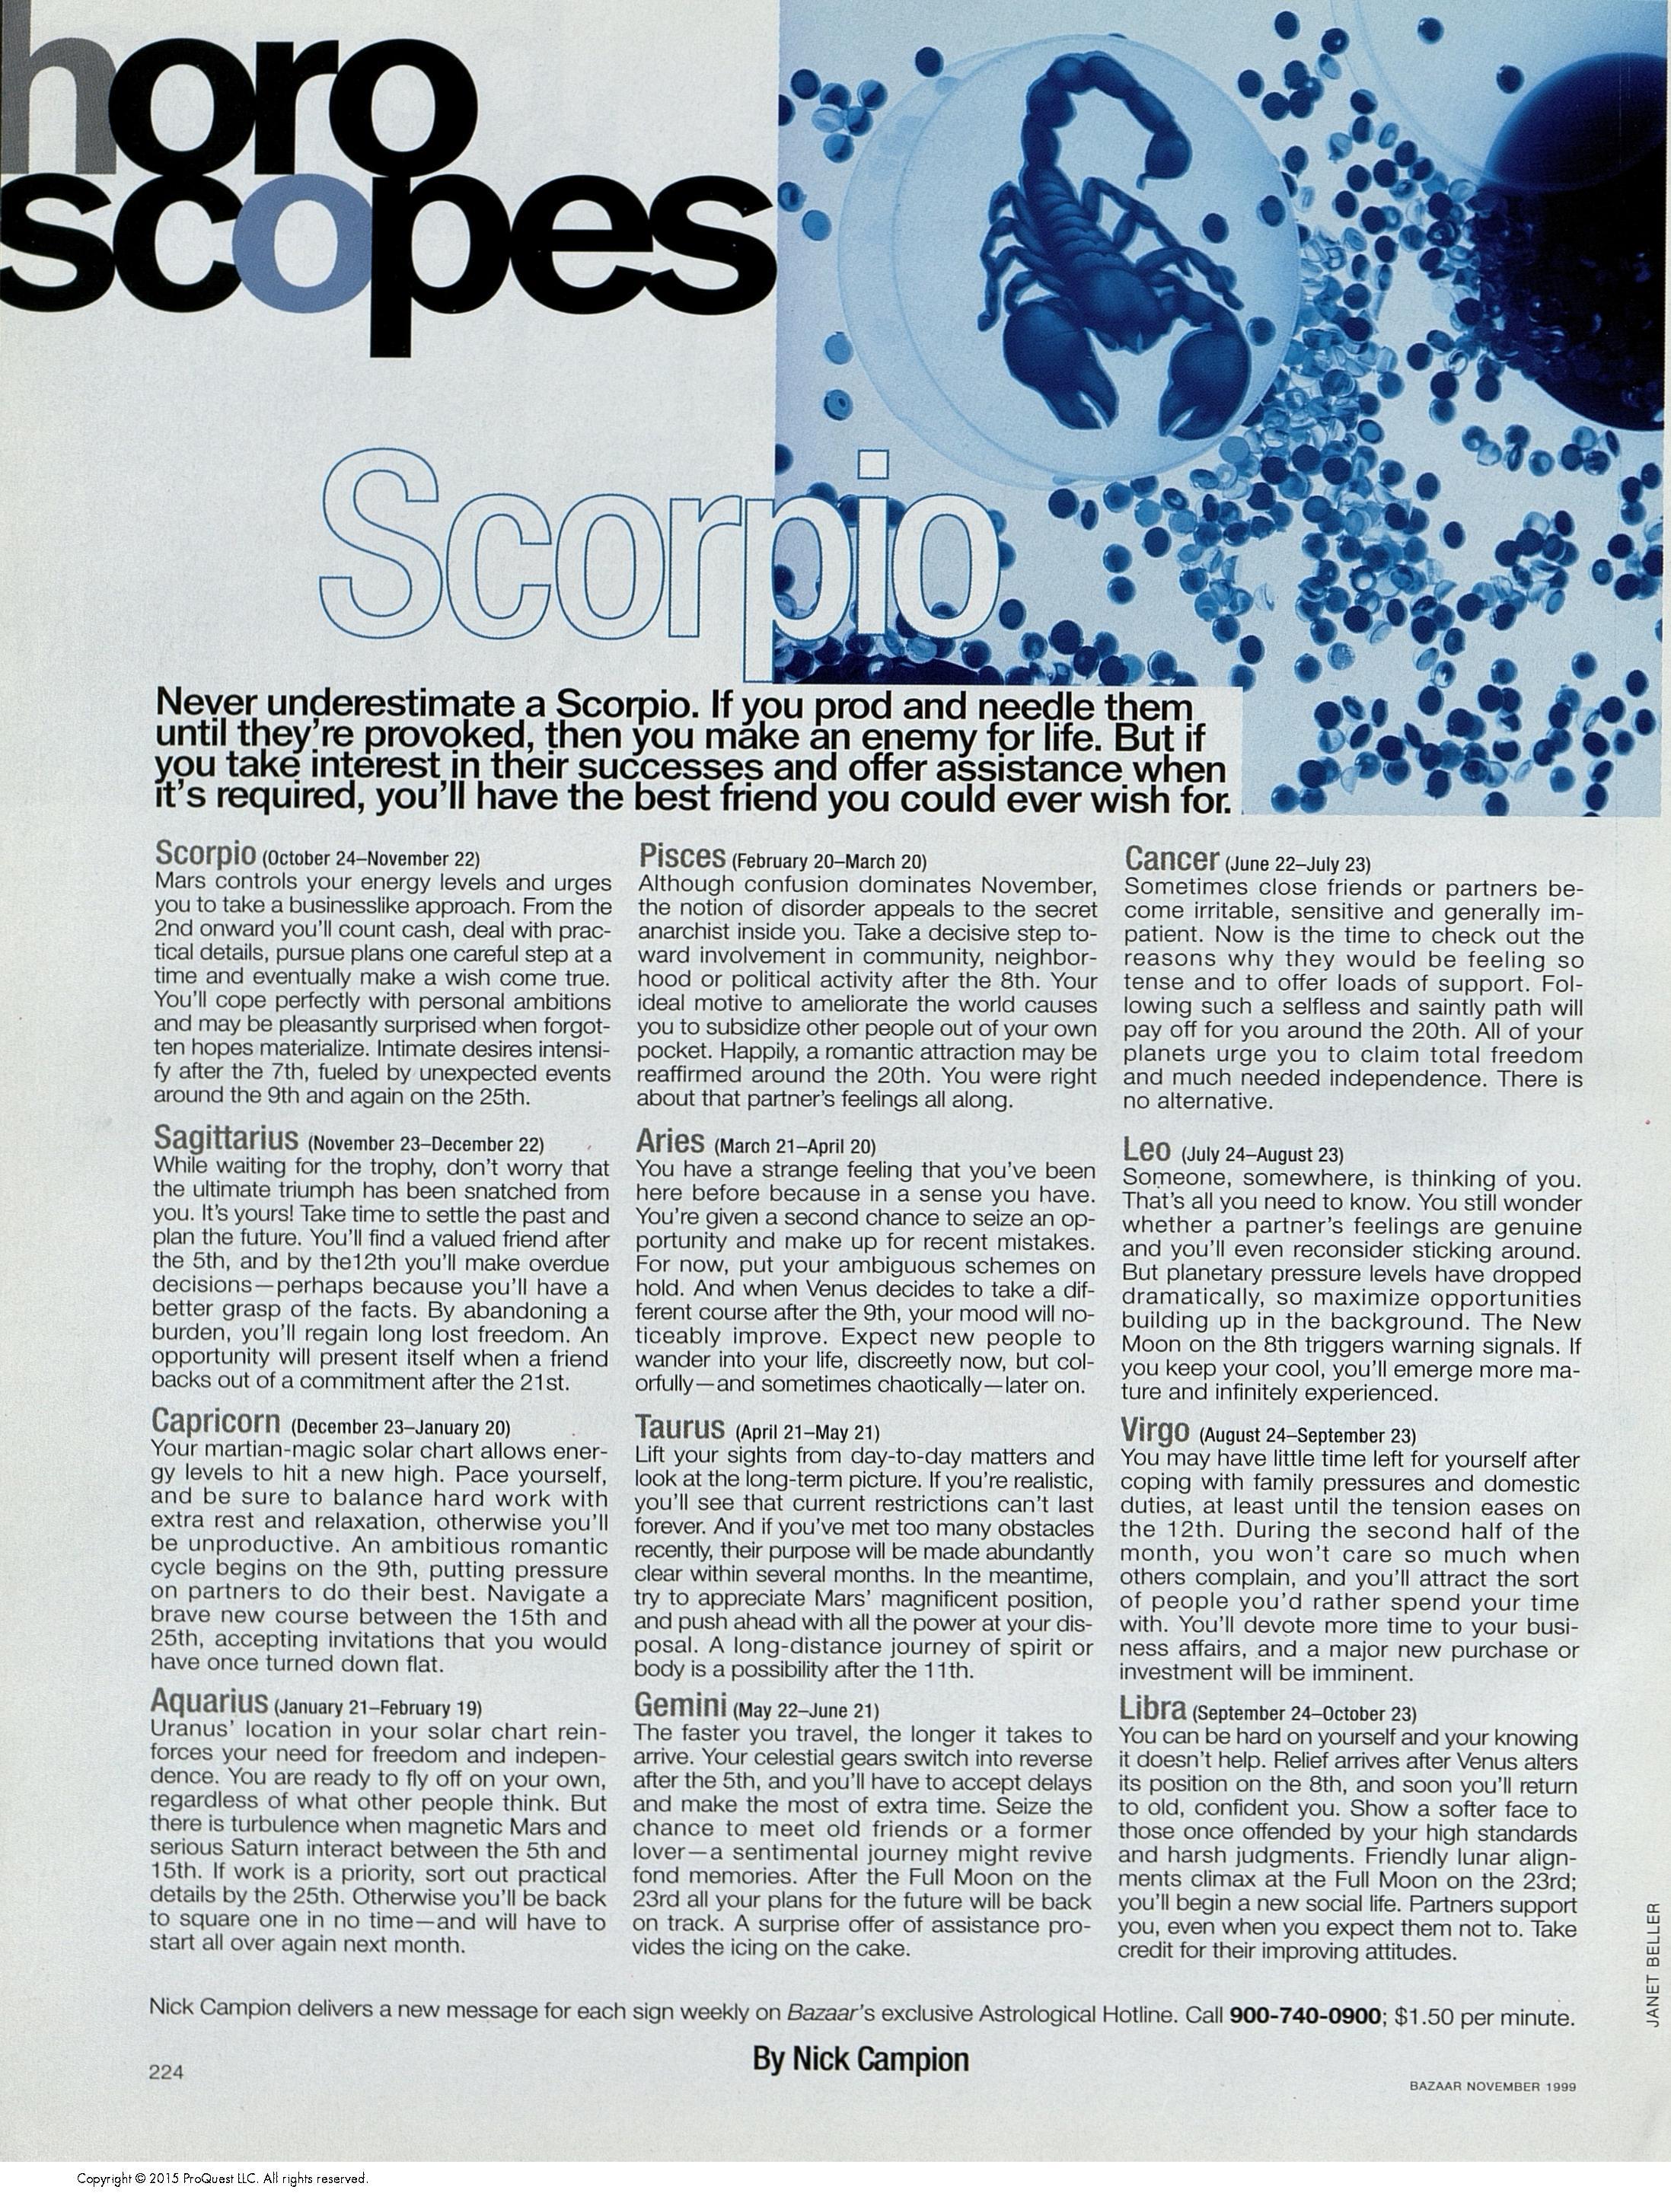 horo
scopes
Scorpio
Never underestimate a Scorpio. If you prod and needle them
until they're provoked, then you make an enemy for life. But if
you take interest in their successes and offer assistance when
it's required, you'll have the best friend you could ever wish for.
Scorpio (October 24–November 22)
Mars controls your energy levels and urges
you to take a businesslike approach. From the
2nd onward you'll count cash, deal with prac-
tical details, pursue plans one careful step at a
time and eventually make a wish come true.
You'll cope perfectly with personal ambitions
and may be pleasantly surprised when forgot-
ten hopes materialize. Intimate desires intensi-
fy after the 7th, fueled by unexpected events
around the 9th and again on the 25th.
Sagittarius (November 23–December 22)
While waiting for the trophy, don't worry that
the ultimate triumph has been snatched from
you. It's yours! Take time to settle the past and
plan the future. You'll find a valued friend after
the 5th, and by the12th you'll make overdue
decisions—perhaps because you'll have a
better grasp of the facts. By abandoning a
burden, you'll regain long lost freedom. An
opportunity will present itself when a friend
backs out of a commitment after the 21st.
Capricorn (December 23–January 20)
Your martian-magic solar chart allows ener-
gy levels to hit a new high. Pace yourself,
and be sure to balance hard work with
extra rest and relaxation, otherwise you'll
be unproductive. An ambitious romantic
cycle begins on the 9th, putting pressure
on partners to do their best. Navigate a
brave new course between the 15th and
25th, accepting invitations that you would
have once turned down flat.
Aquarius (January 21–February 19)
Uranus' location in your solar chart rein-
forces your need for freedom and indepen-
dence. You are ready to fly off on your own,
regardless of what other people think. But
there is turbulence when magnetic Mars and
serious Saturn interact between the 5th and
15th. If work is a priority, sort out practical
details by the 25th. Otherwise you'll be back
to square one in no time—and will have to
start all over again next month.
Pisces (February 20–March 20)
Although confusion dominates November,
the notion of disorder appeals to the secret
anarchist inside you. Take a decisive step to-
ward involvement in community, neighbor-
hood or political activity after the 8th. Your
ideal motive to ameliorate the world causes
you to subsidize other people out of your own
pocket. Happily, a romantic attraction may be
reaffirmed around the 20th. You were right
about that partner's feelings all along.
Aries (March 21–April 20)
You have a strange feeling that you've been
here before because in a sense you have.
You're given a second chance to seize an op-
portunity and make up for recent mistakes.
For now, put your ambiguous schemes on
hold. And when Venus decides to take a dif-
ferent course after the 9th, your mood will no-
ticeably improve. Expect new people to
wander into your life, discreetly now, but col-
orfully—and sometimes chaotically—later on.
Taurus (April 21–May 21)
Lift your sights from day-to-day matters and
look at the long-term picture. If you're realistic,
you'll see that current restrictions can't last
forever. And if you've met too many obstacles
recently, their purpose will be made abundantly
clear within several months. In the meantime,
try to appreciate Mars' magnificent position,
and push ahead with all the power at your dis-
posal. A long-distance journey of spirit or
body is a possibility after the 11th.
Gemini (May 22–June 21)
The faster you travel, the longer it takes to
arrive. Your celestial gears switch into reverse
after the 5th, and you'll have to accept delays
and make the most of extra time. Seize the
chance to meet old friends or a former
lover—a sentimental journey might revive
fond memories. After the Full Moon on the
23rd all your plans for the future will be back
on track. A surprise offer of assistance pro-
vides the icing on the cake.
Cancer (June 22–July 23)
Sometimes close friends or partners be-
come irritable, sensitive and generally im-
patient. Now is the time to check out the
reasons why they would be feeling so
tense and to offer loads of support. Fol-
lowing such a selfless and saintly path will
pay off for you around the 20th. All of your
planets urge you to claim total freedom
and much needed independence. There is
no alternative.
Leo (July 24–August 23)
Someone, somewhere, is thinking of you.
That's all you need to know. You still wonder
whether a partner's feelings are genuine
and you'll even reconsider sticking around.
But planetary pressure levels have dropped
dramatically, so maximize opportunities
building up in the background. The New
Moon on the 8th triggers warning signals. If
you keep your cool, you'll emerge more ma-
ture and infinitely experienced.
Virgo (August 24–September 23)
You may have little time left for yourself after
coping with family pressures and domestic
duties, at least until the tension eases on
the 12th. During the second half of the
month, you won't care so much when
others complain, and you'll attract the sort
of people you'd rather spend your time
with. You'll devote more time to your busi-
ness affairs, and a major new purchase or
investment will be imminent.
Libra (September 24–October 23)
You can be hard on yourself and your knowing
it doesn't help. Relief arrives after Venus alters
its position on the 8th, and soon you'll return
to old, confident you. Show a softer face to
those once offended by your high standards
and harsh judgments. Friendly lunar align-
ments climax at the Full Moon on the 23rd;
you'll begin a new social life. Partners support
you, even when you expect them not to. Take
credit for their improving attitudes.
JANET BELLER
Nick Campion delivers a new message for each sign weekly on Bazaar's exclusive Astrological Hotline. Call 900-740-0900; $1.50 per minute.
By Nick Campion
224
BAZAAR NOVEMBER 1999
Copyright © 2015 ProQuest LLC. All rights reserved.